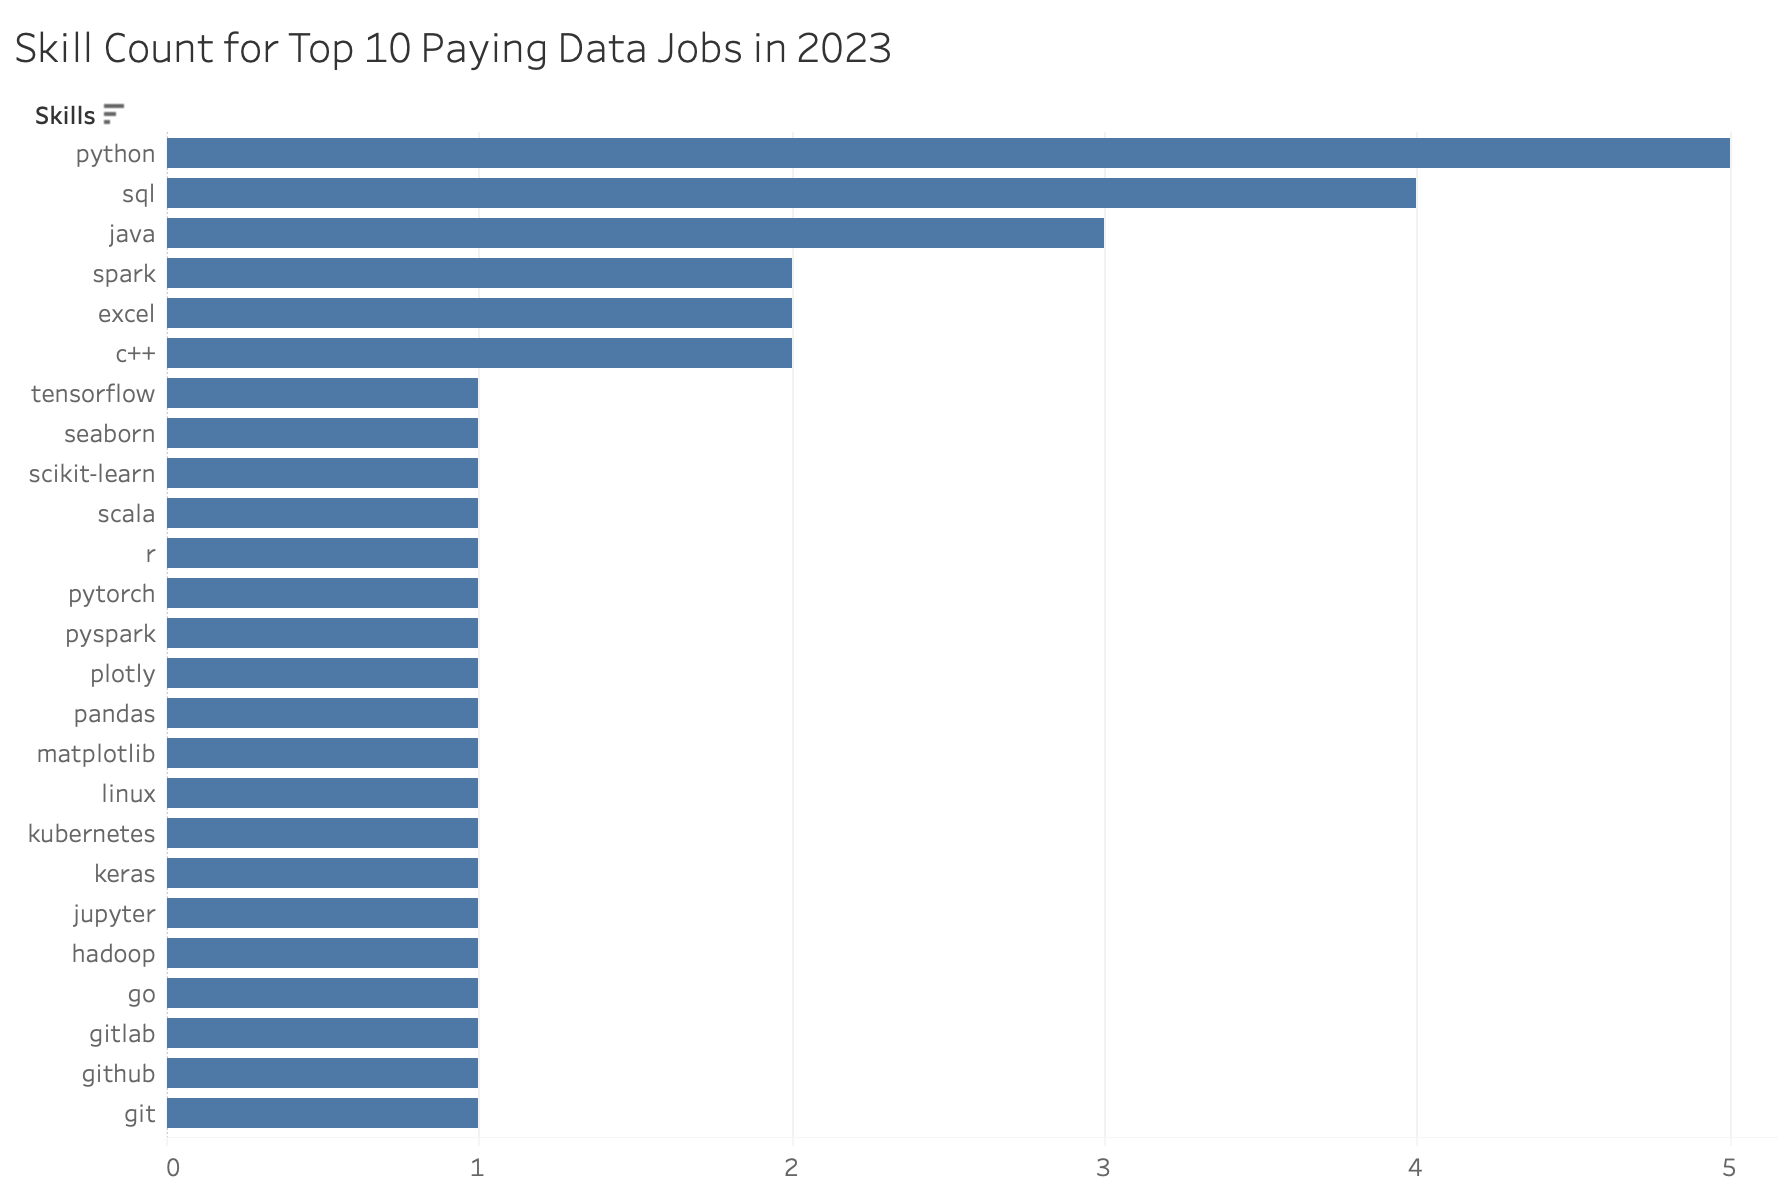 Skill Count for Top 10 Paying Data Jobs in 2023
Skills
python
sql
java
spark
excel
c++
tensorflow
seaborn
scikit-learn
scala
r
pytorch
pyspark
plotly
pandas
matplotlib
linux
kubernetes
keras
jupyter
hadoop
go
gitlab
github
git
0 1 2 3 4 5